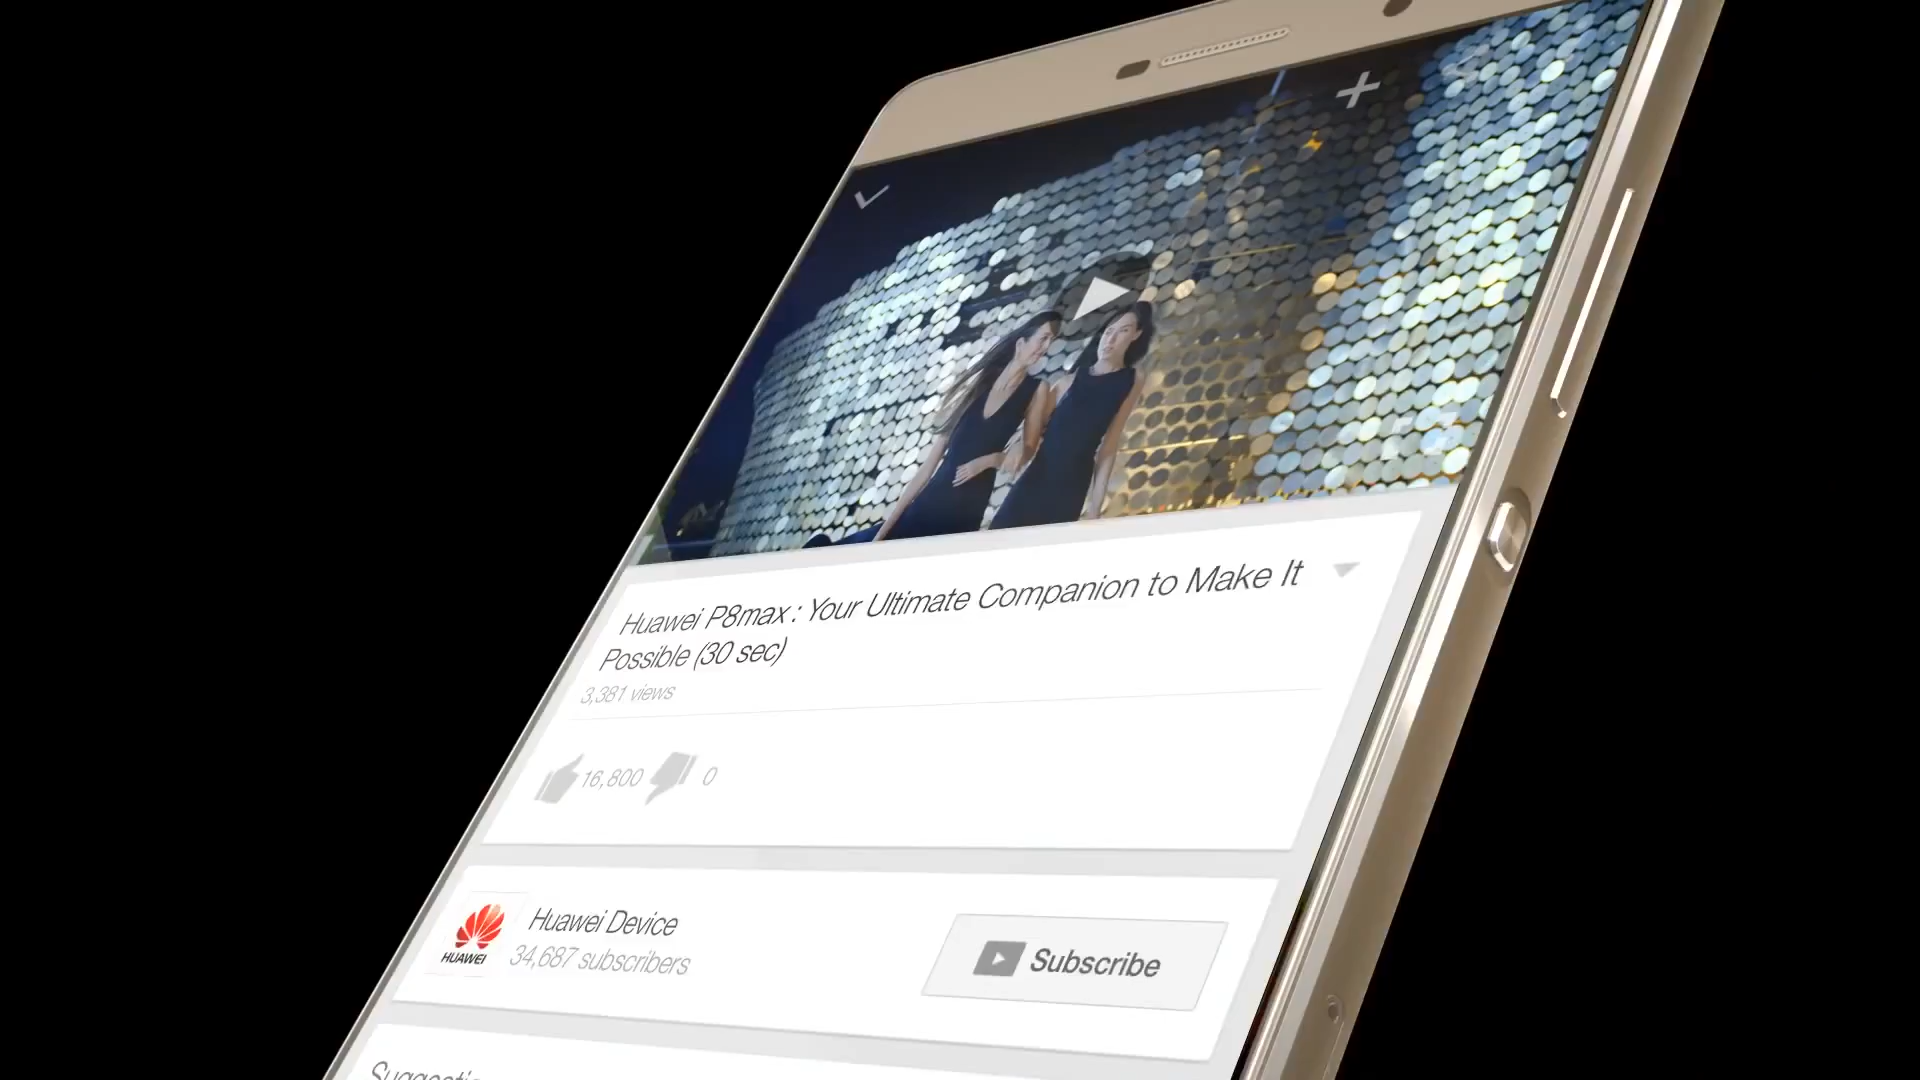 Huawei P8max : Your Ultimate Companion to Make It
Possible (30 sec)
3,381 views
16,800 0
HUAWEI
Huawei Device
34,687 subscribers
Subscribe